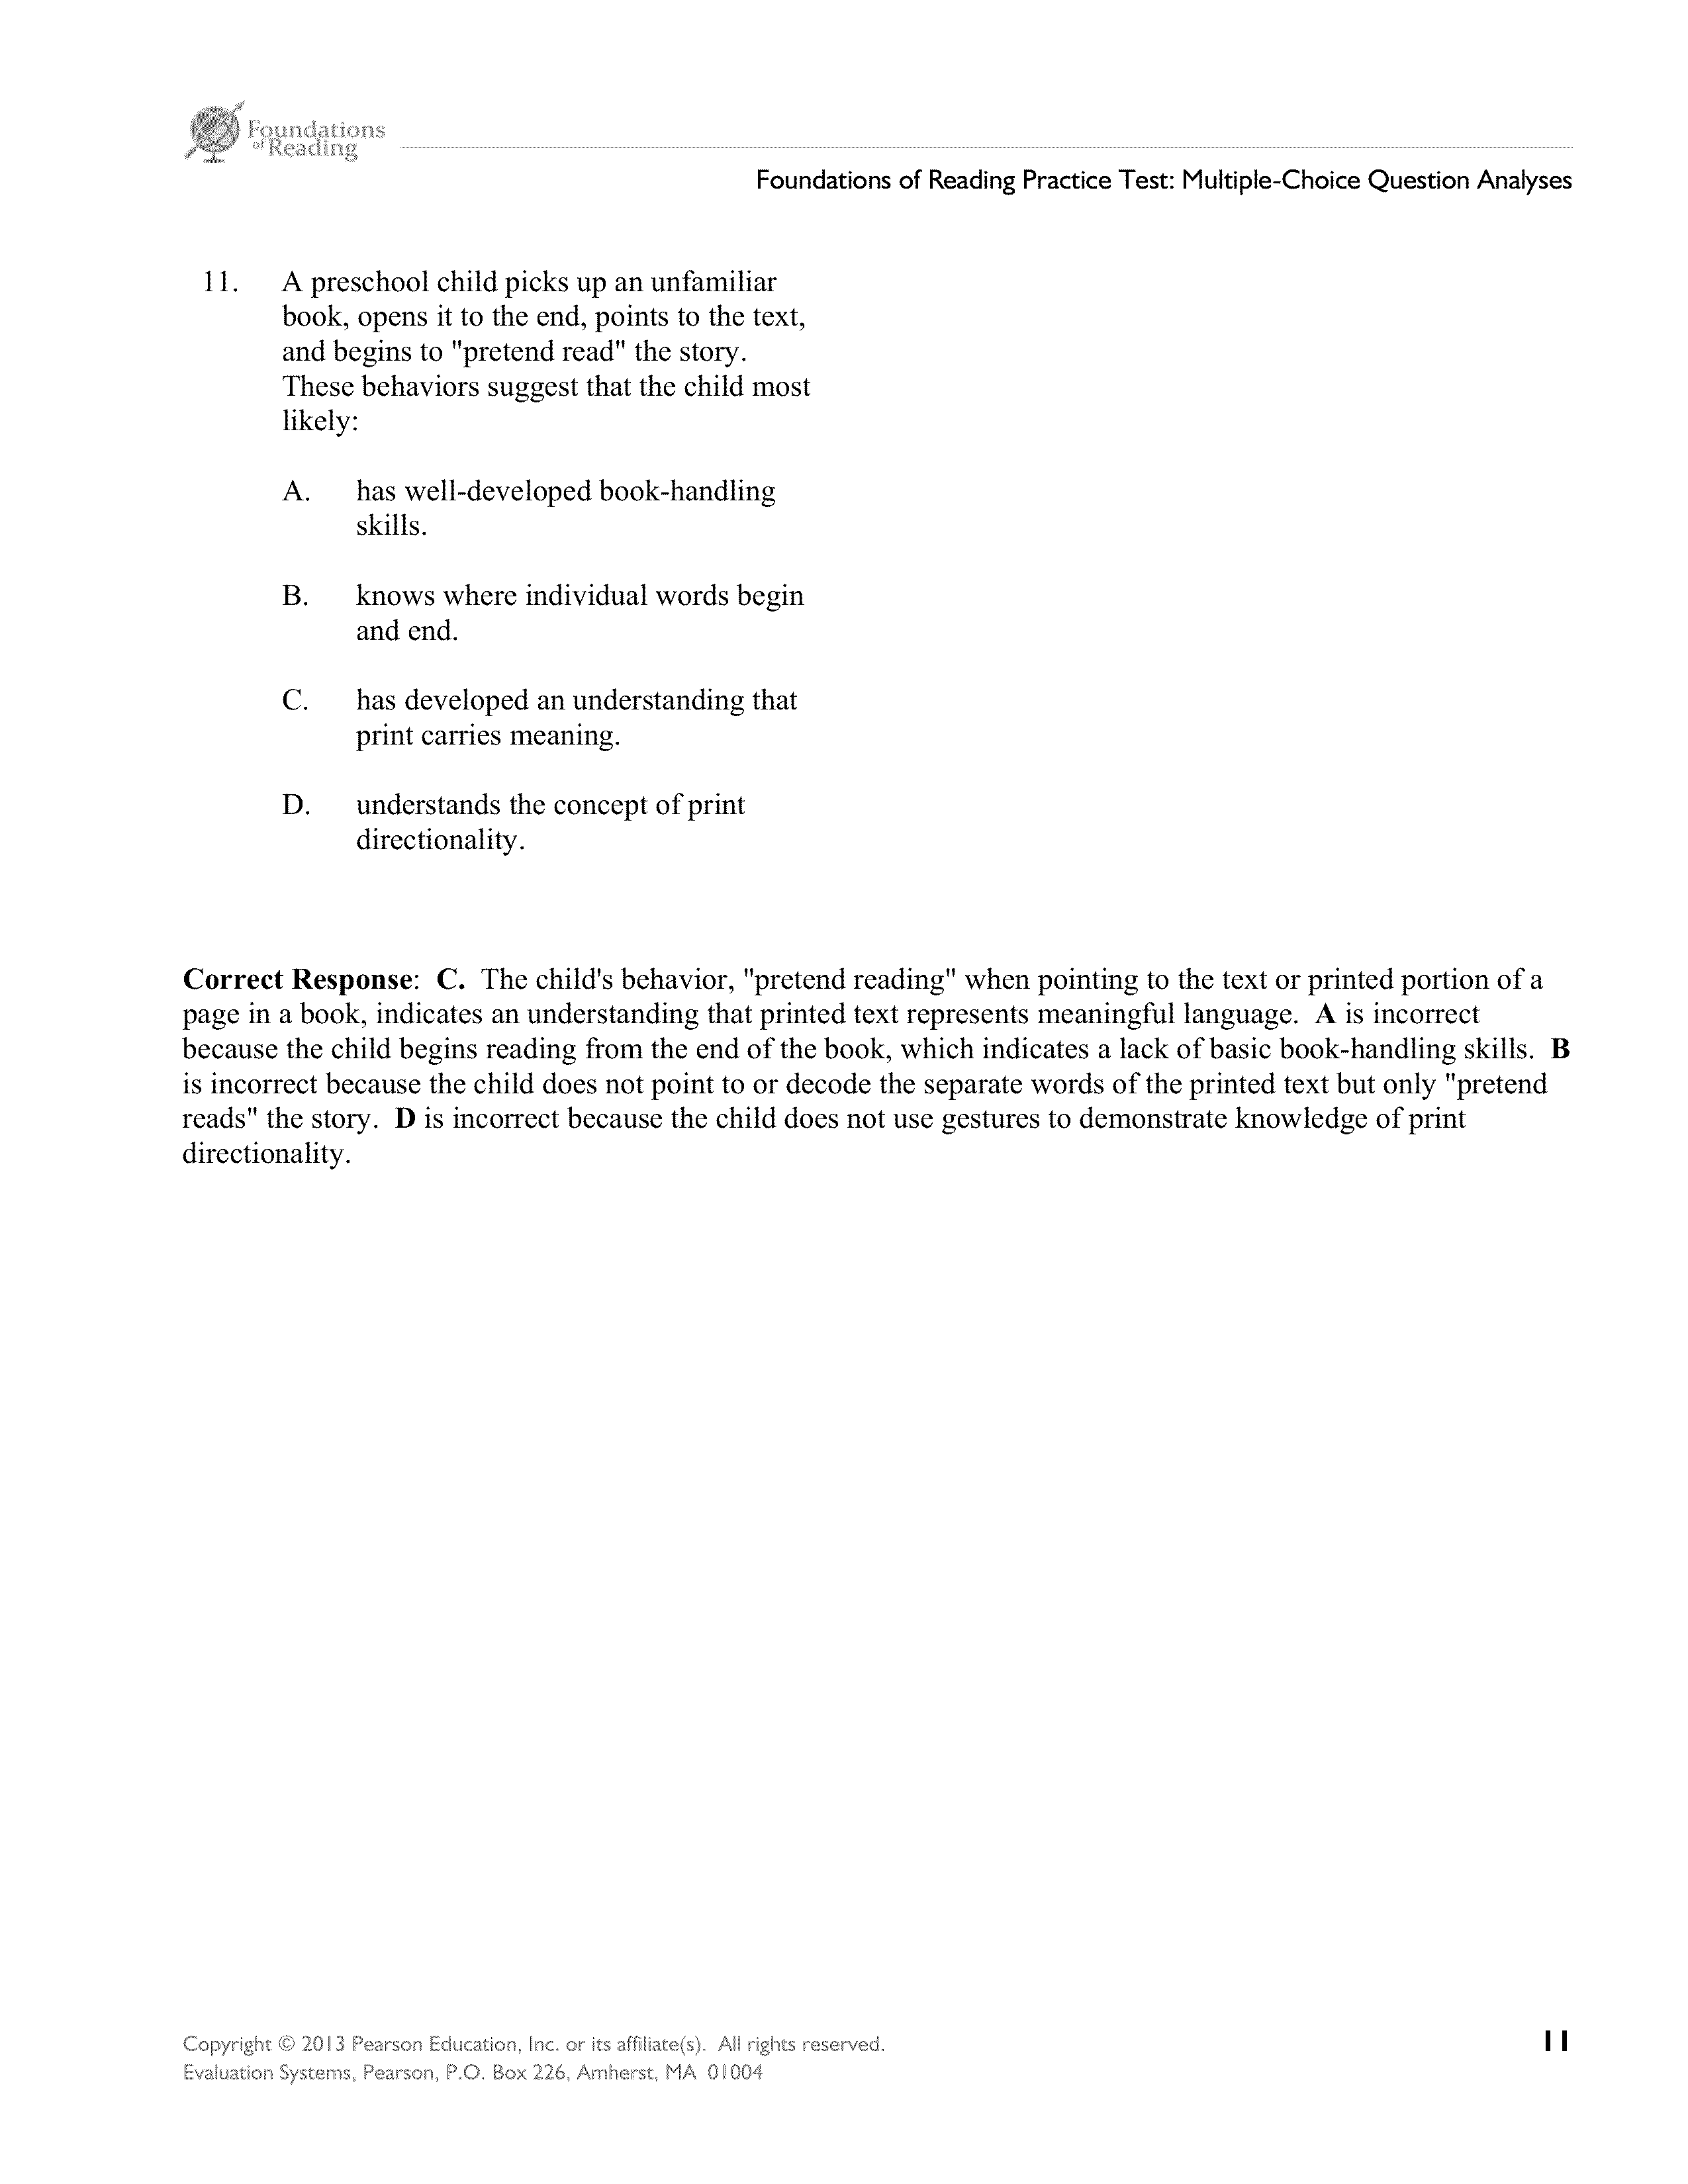 Foundations
of Reading
Foundations of Reading Practice Test: Multiple-Choice Question Analyses
11. A preschool child picks up an unfamiliar
book, opens it to the end, points to the text,
and begins to "pretend read" the story.
These behaviors suggest that the child most
likely:
A. has well-developed book-handling
skills.
B. knows where individual words begin
and end.
C. has developed an understanding that
print carries meaning.
D. understands the concept of print
directionality.
Correct Response: C. The child's behavior, "pretend reading" when pointing to the text or printed portion of a
page in a book, indicates an understanding that printed text represents meaningful language. A is incorrect
because the child begins reading from the end of the book, which indicates a lack of basic book-handling skills. B
is incorrect because the child does not point to or decode the separate words of the printed text but only "pretend
reads" the story. D is incorrect because the child does not use gestures to demonstrate knowledge of print
directionality.
Copyright © 2013 Pearson Education, Inc. or its affiliate(s). All rights reserved.
Evaluation Systems, Pearson, P.O. Box 226, Amherst, MA 01004
11